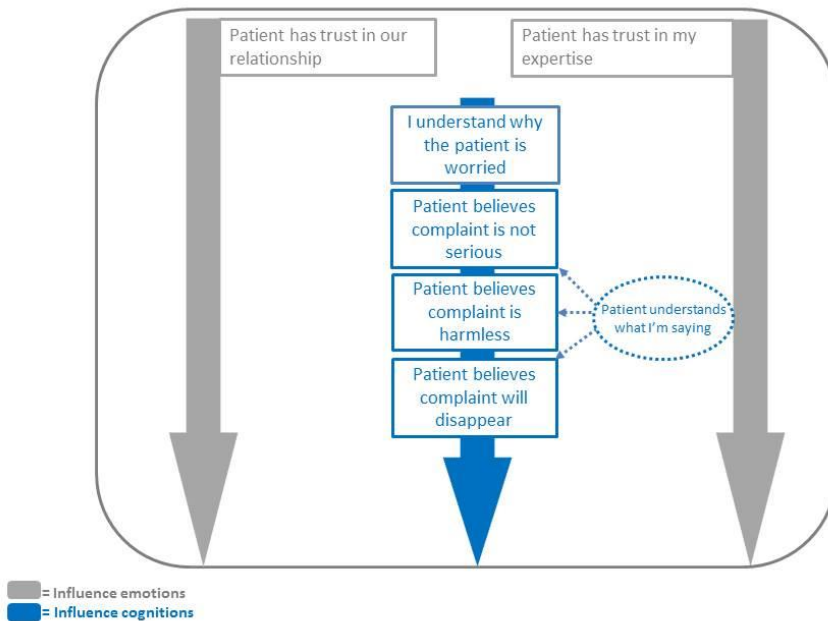 Patient has trust in our
relationship
Patient has trust in my
expertise
I understand why
the patient is
worried
Patient believes
complaint is not
serious
Patient believes
complaint is
harmless
Patient understands
what I'm saying
Patient believes
complaint will
disappear
= Influence emotions
= Influence cognitions